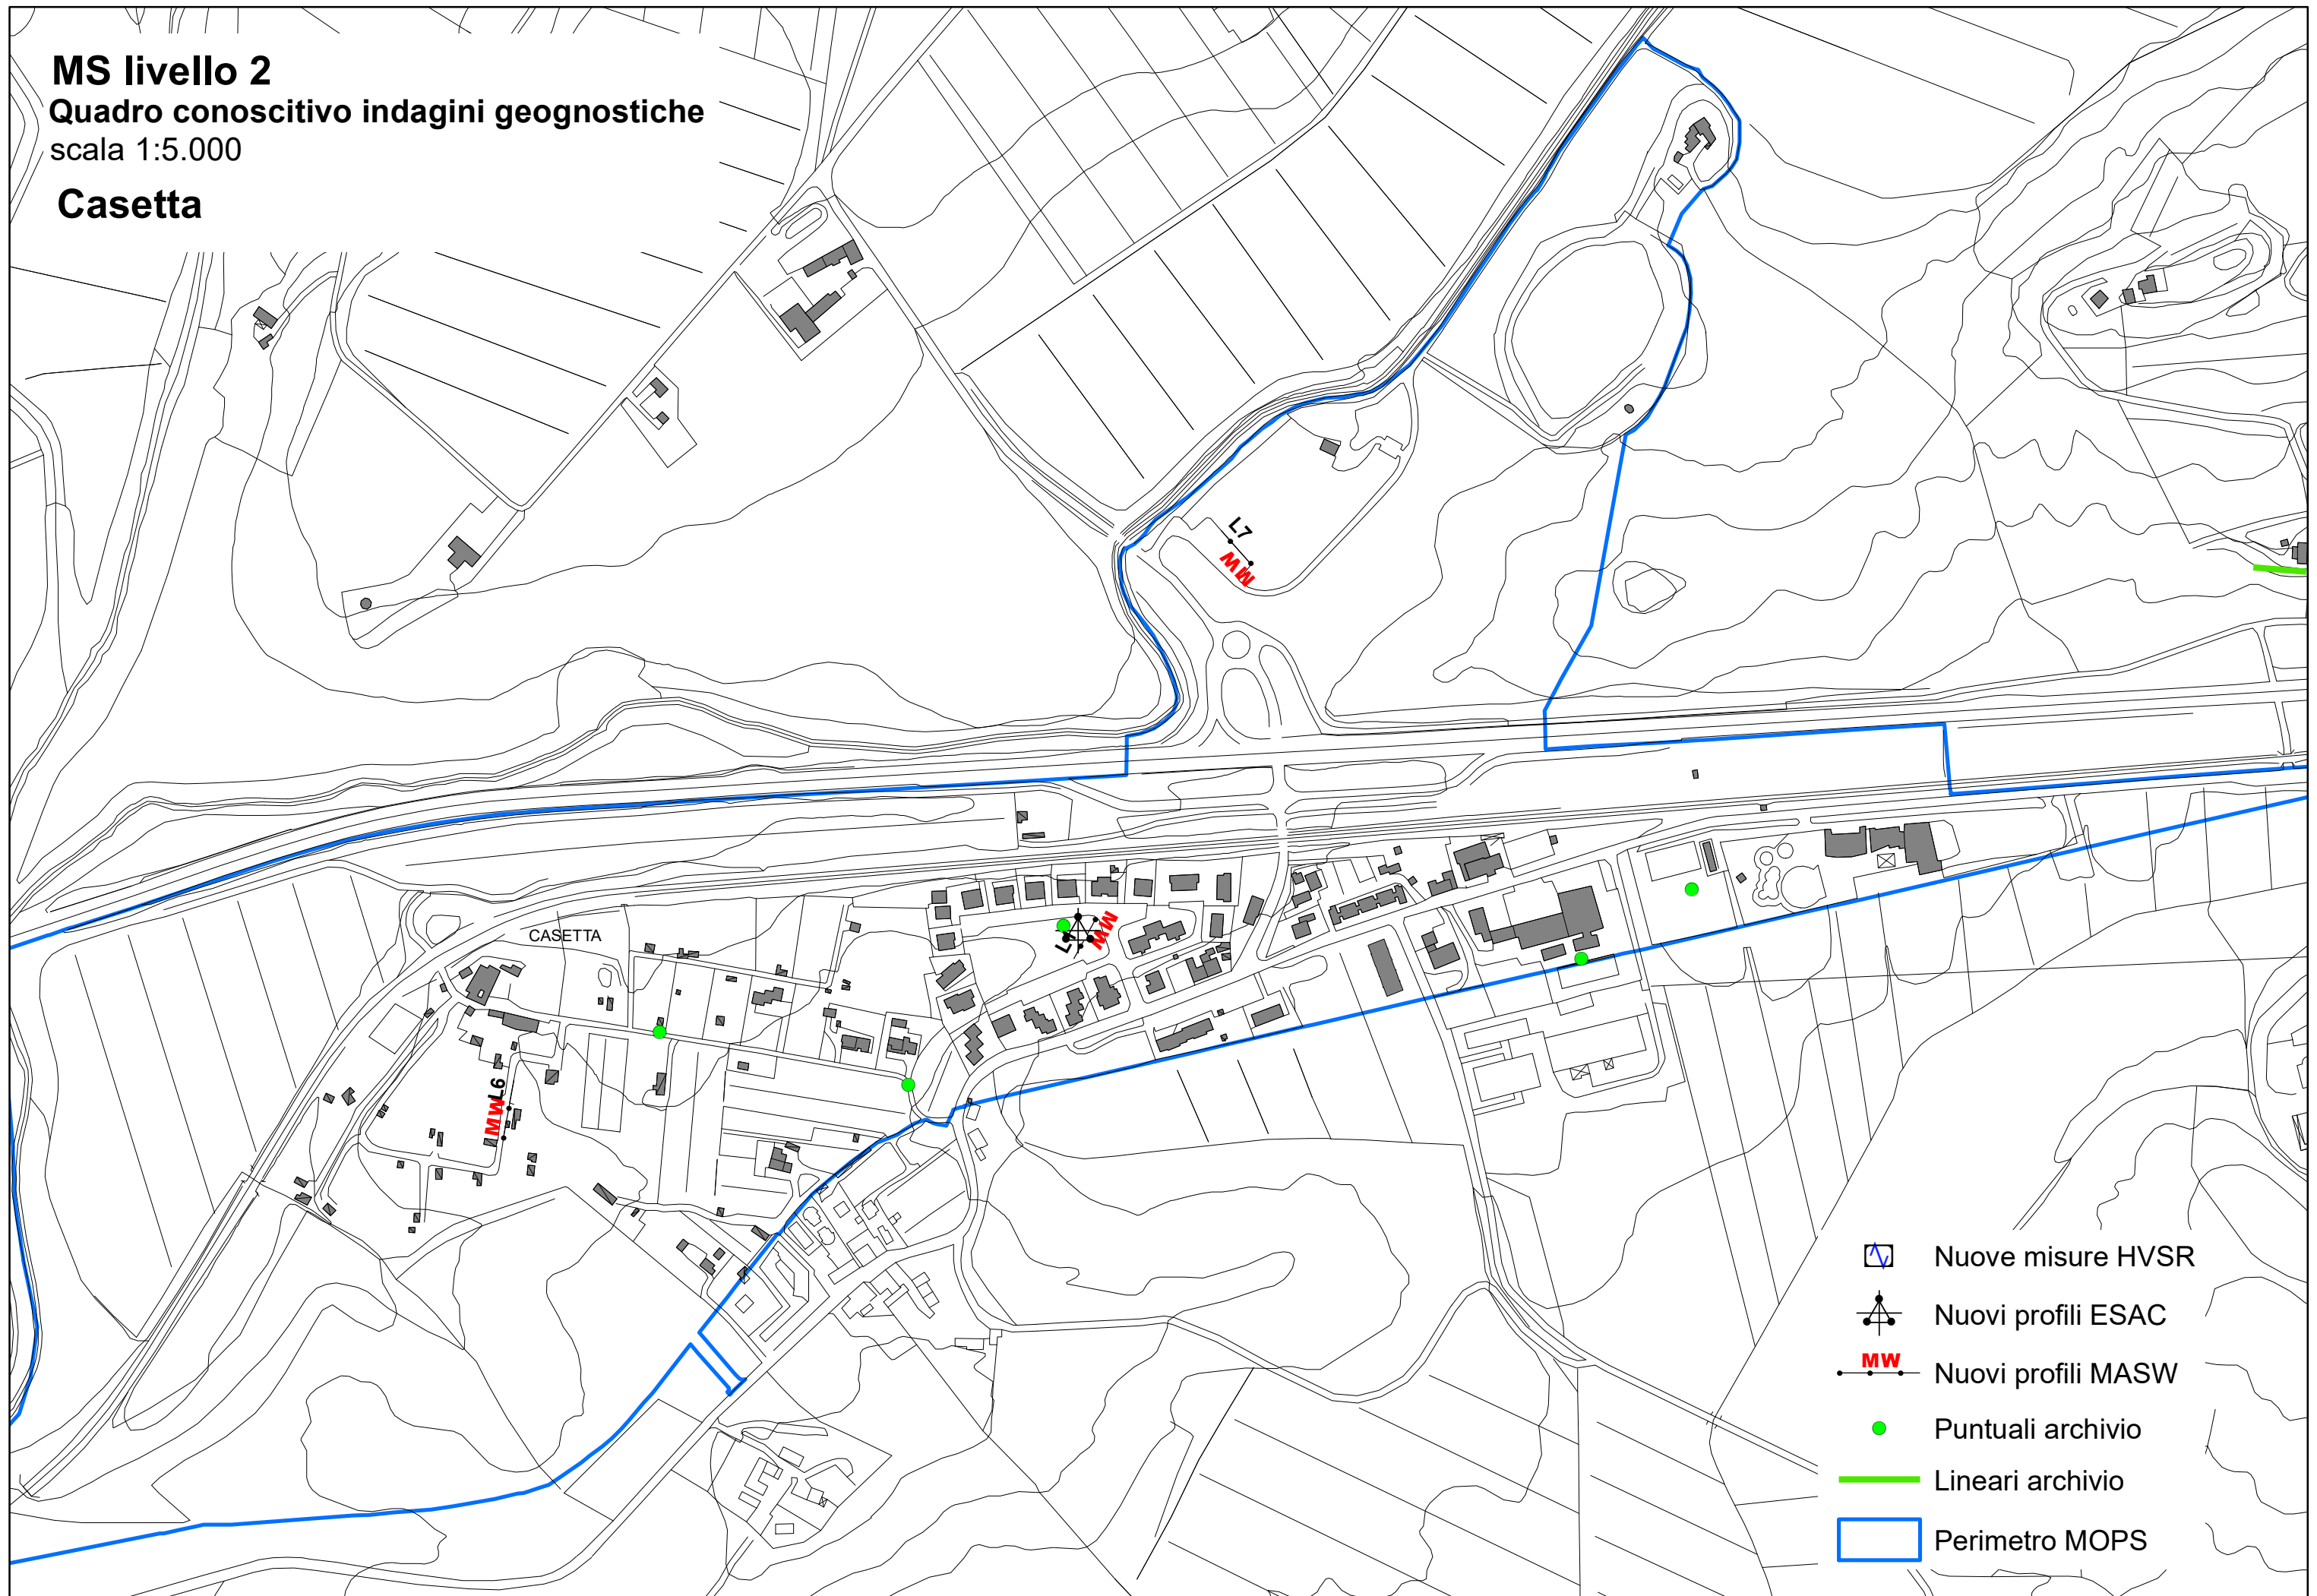 MS livello 2
Quadro conoscitivo indagini geognostiche
scala 1:5.000
Casetta
L7
MW
CASETTA
MW
L6
MW
Nuove misure HVSR
Nuovi profili ESAC
MW
Nuovi profili MASW
Puntuali archivio
Lineari archivio
Perimetro MOPS